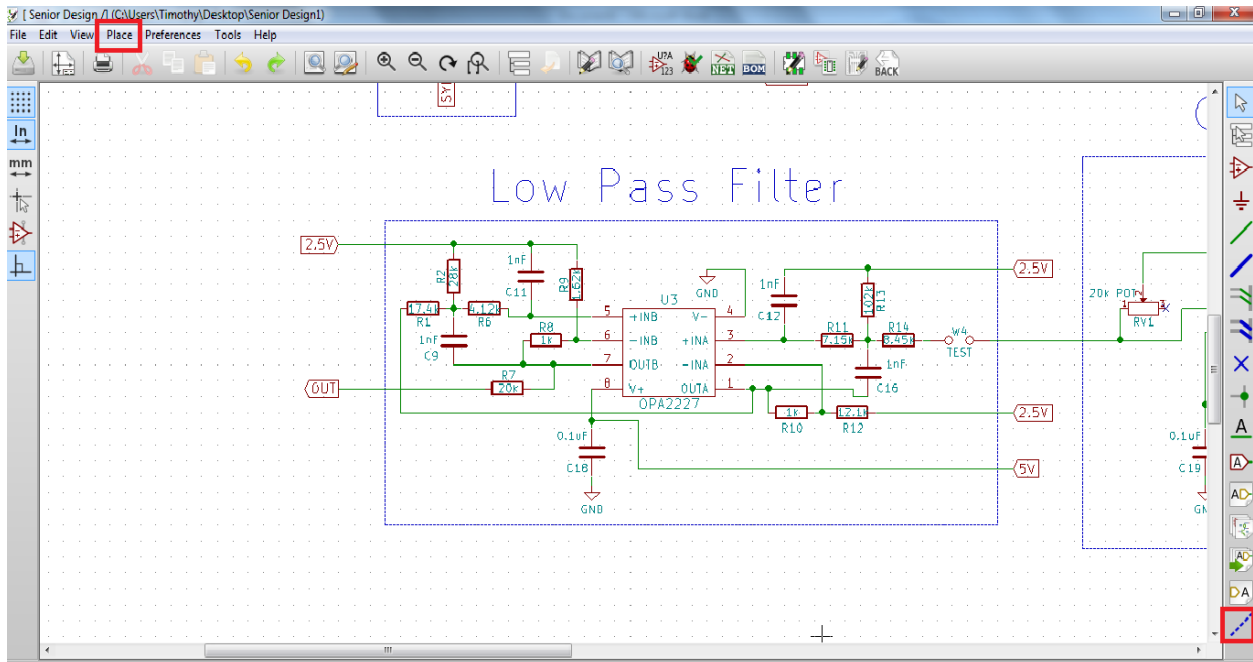 [ Senior Design /] (C:\Users\Timothy\Desktop\Senior Design1)
File Edit View Place Preferences Tools Help
U?A
123
NET
BOM
BACK
In
mm
Low Pass Filter
2.5V
R2
28k
1nF
C11
R9
1.62k
17.4k
R1
4.12k
R6
1nF
C9
R8
1k
R7
20k
OUT
U3
5 +INB V- 4
6 -INB +INA 3
7 OUTB -INA 2
8 V+ OUTA 1
OPA2227
GND
1nF
C12
R13
102k
R11
7.15k
R14
8.45k
W4
TEST
1nF
C16
1k
R10
12.1k
R12
2.5V
2.5V
5V
0.1uF
C18
GND
20k POT
1
2
RV1
0.1uF
C19
A
A